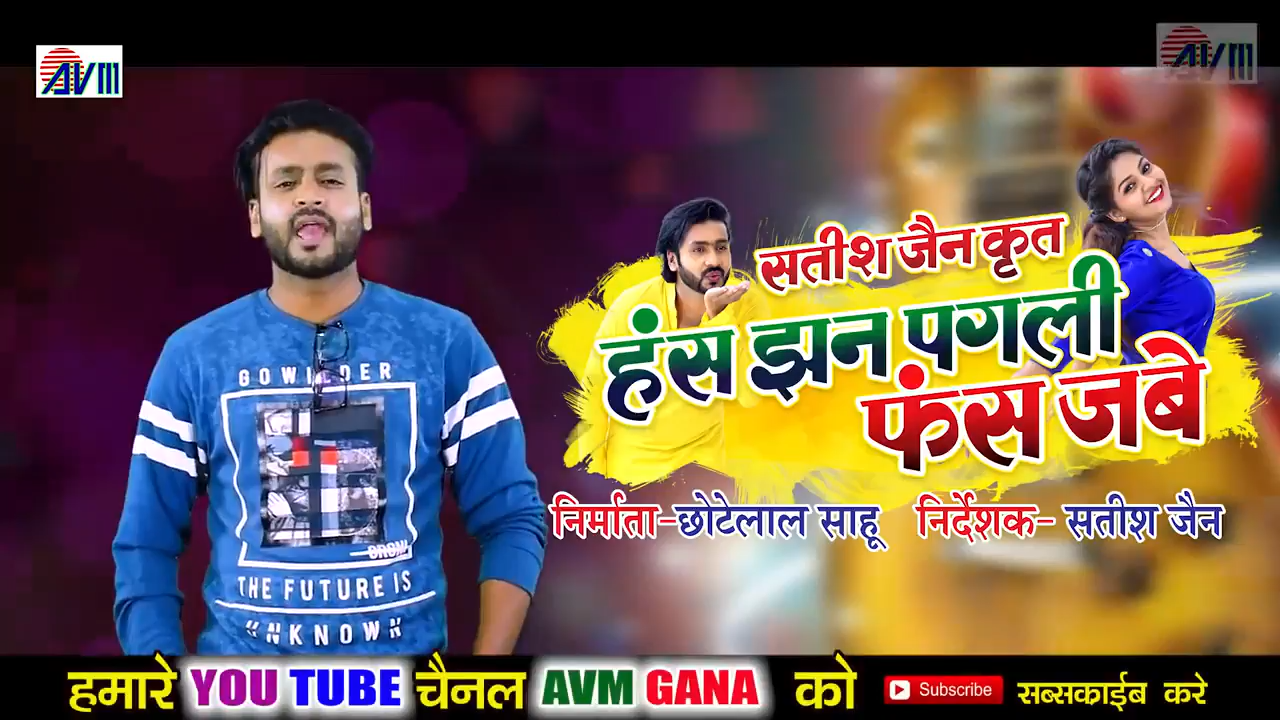 AVM
AVM
सतीश जैन कृत
हंस झन पगली
फंस जबे
निर्माता-छोटेलाल साहू निर्देशक- सतीश जैन
GOWILDER
THE FUTURE IS
UNKNOWN
हमारे YOU TUBE चैनल AVM GANA को Subscribe सब्सक्राईब करे